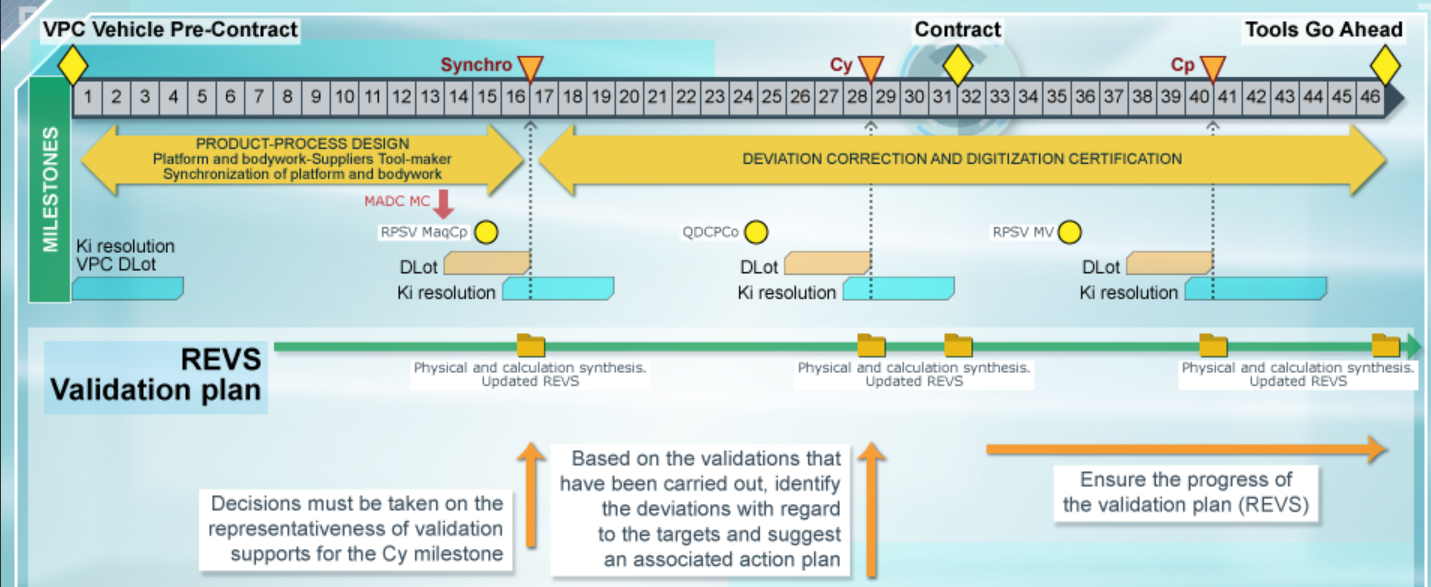 VPC Vehicle Pre-Contract
Contract
Tools Go Ahead
Synchro
Cy
Cp
MILESTONES
1 2 3 4 5 6 7 8 9 10 11 12 13 14 15 16 17 18 19 20 21 22 23 24 25 26 27 28 29 30 31 32 33 34 35 36 37 38 39 40 41 42 43 44 45 46
PRODUCT-PROCESS DESIGN
Platform and bodywork-Suppliers Tool-maker
Synchronization of platform and bodywork
DEVIATION CORRECTION AND DIGITIZATION CERTIFICATION
MADC MC
RPSV MaqCp
QDCPCo
RPSV MV
Ki resolution
VPC DLot
DLot
Ki resolution
DLot
Ki resolution
DLot
Ki resolution
REVS
Validation plan
Physical and calculation synthesis.
Updated REVS
Physical and calculation synthesis.
Updated REVS
Physical and calculation synthesis.
Updated REVS
Decisions must be taken on the
representativeness of validation
supports for the Cy milestone
Based on the validations that
have been carried out, identify
the deviations with regard
to the targets and suggest
an associated action plan
Ensure the progress of
the validation plan (REVS)